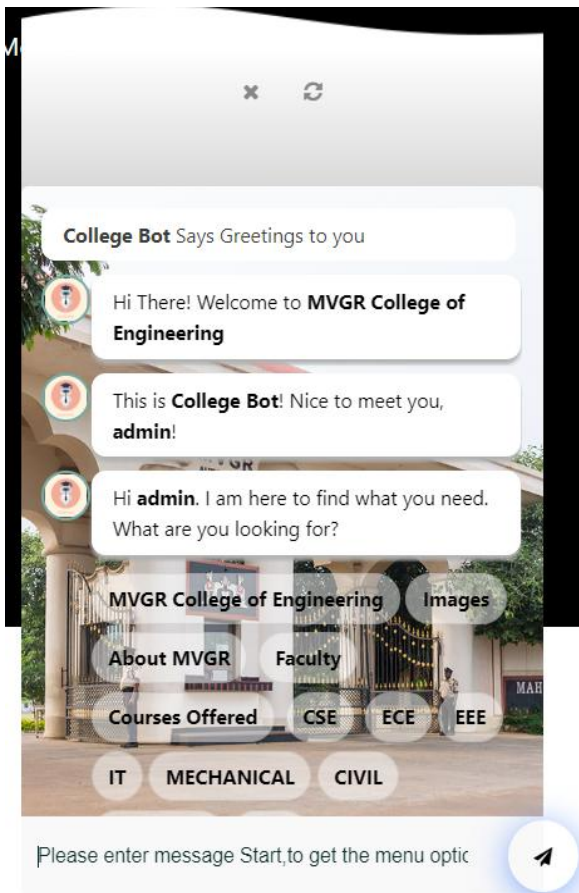 College Bot Says Greetings to you
Hi There! Welcome to MVGR College of
Engineering
This is College Bot! Nice to meet you,
admin!
Hi admin. I am here to find what you need.
What are you looking for?
MVGR College of Engineering Images
About MVGR Faculty
Courses Offered CSE ECE EEE
MAH
IT MECHANICAL CIVIL
Please enter message Start,to get the menu optic